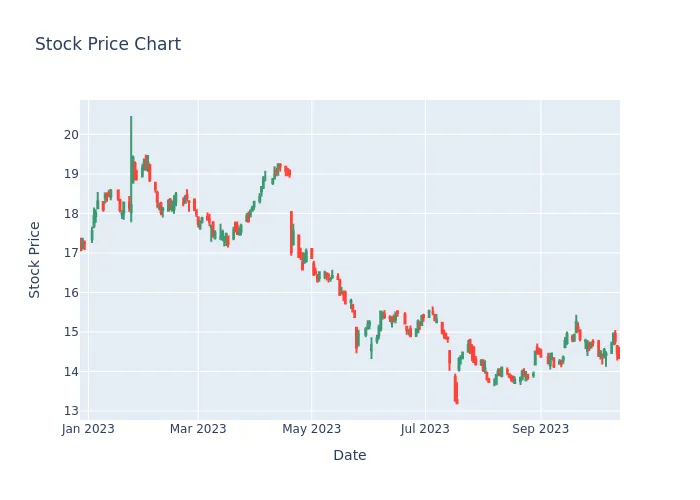 Stock Price Chart
20
19
18
17
16
15
14
13
Stock Price
Jan 2023
Mar 2023
May 2023
Jul 2023
Sep 2023
Date